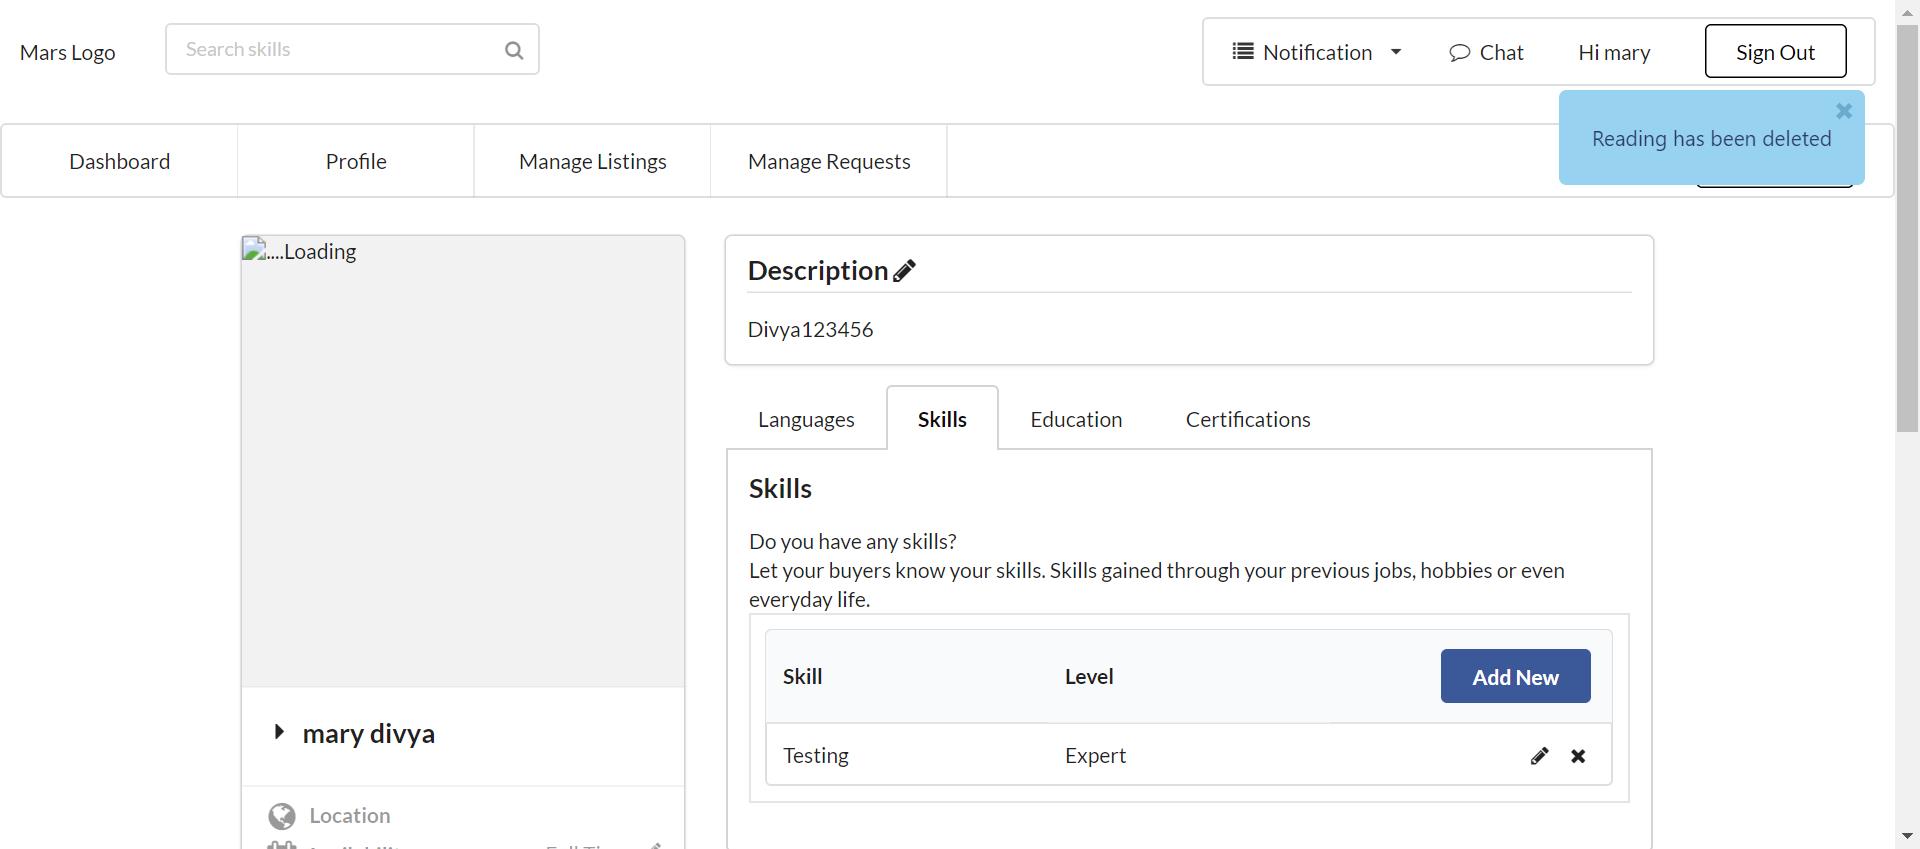 Mars Logo
Search skills
Notification
Chat
Hi mary
Sign Out
Reading has been deleted
Dashboard
Profile
Manage Listings
Manage Requests
....Loading
Description
Divya123456
Languages
Skills
Education
Certifications
Skills
Do you have any skills?
Let your buyers know your skills. Skills gained through your previous jobs, hobbies or even
everyday life.
Skill
Level
Add New
Testing
Expert
mary divya
Location